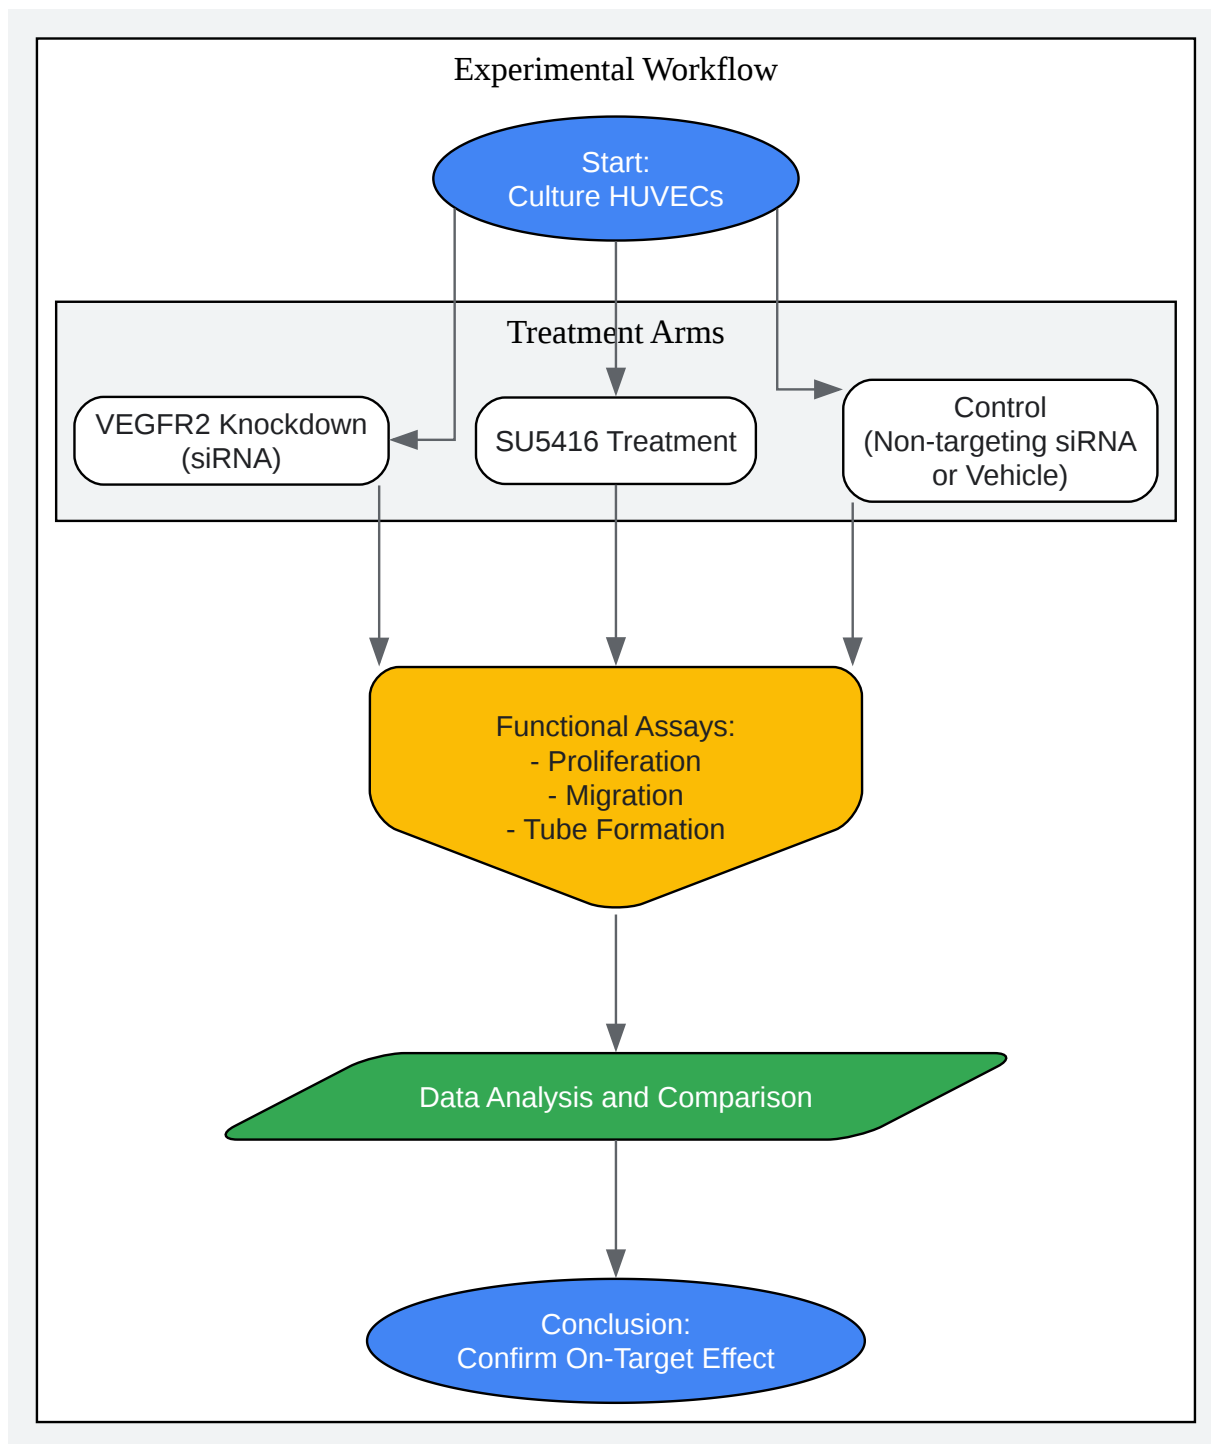 Experimental Workflow
Start:
Culture HUVECs
Treatment Arms
VEGFR2 Knockdown
(siRNA)
SU5416 Treatment
Control
(Non-targeting siRNA
or Vehicle)
Functional Assays:
- Proliferation
- Migration
- Tube Formation
Data Analysis and Comparison
Conclusion:
Confirm On-Target Effect